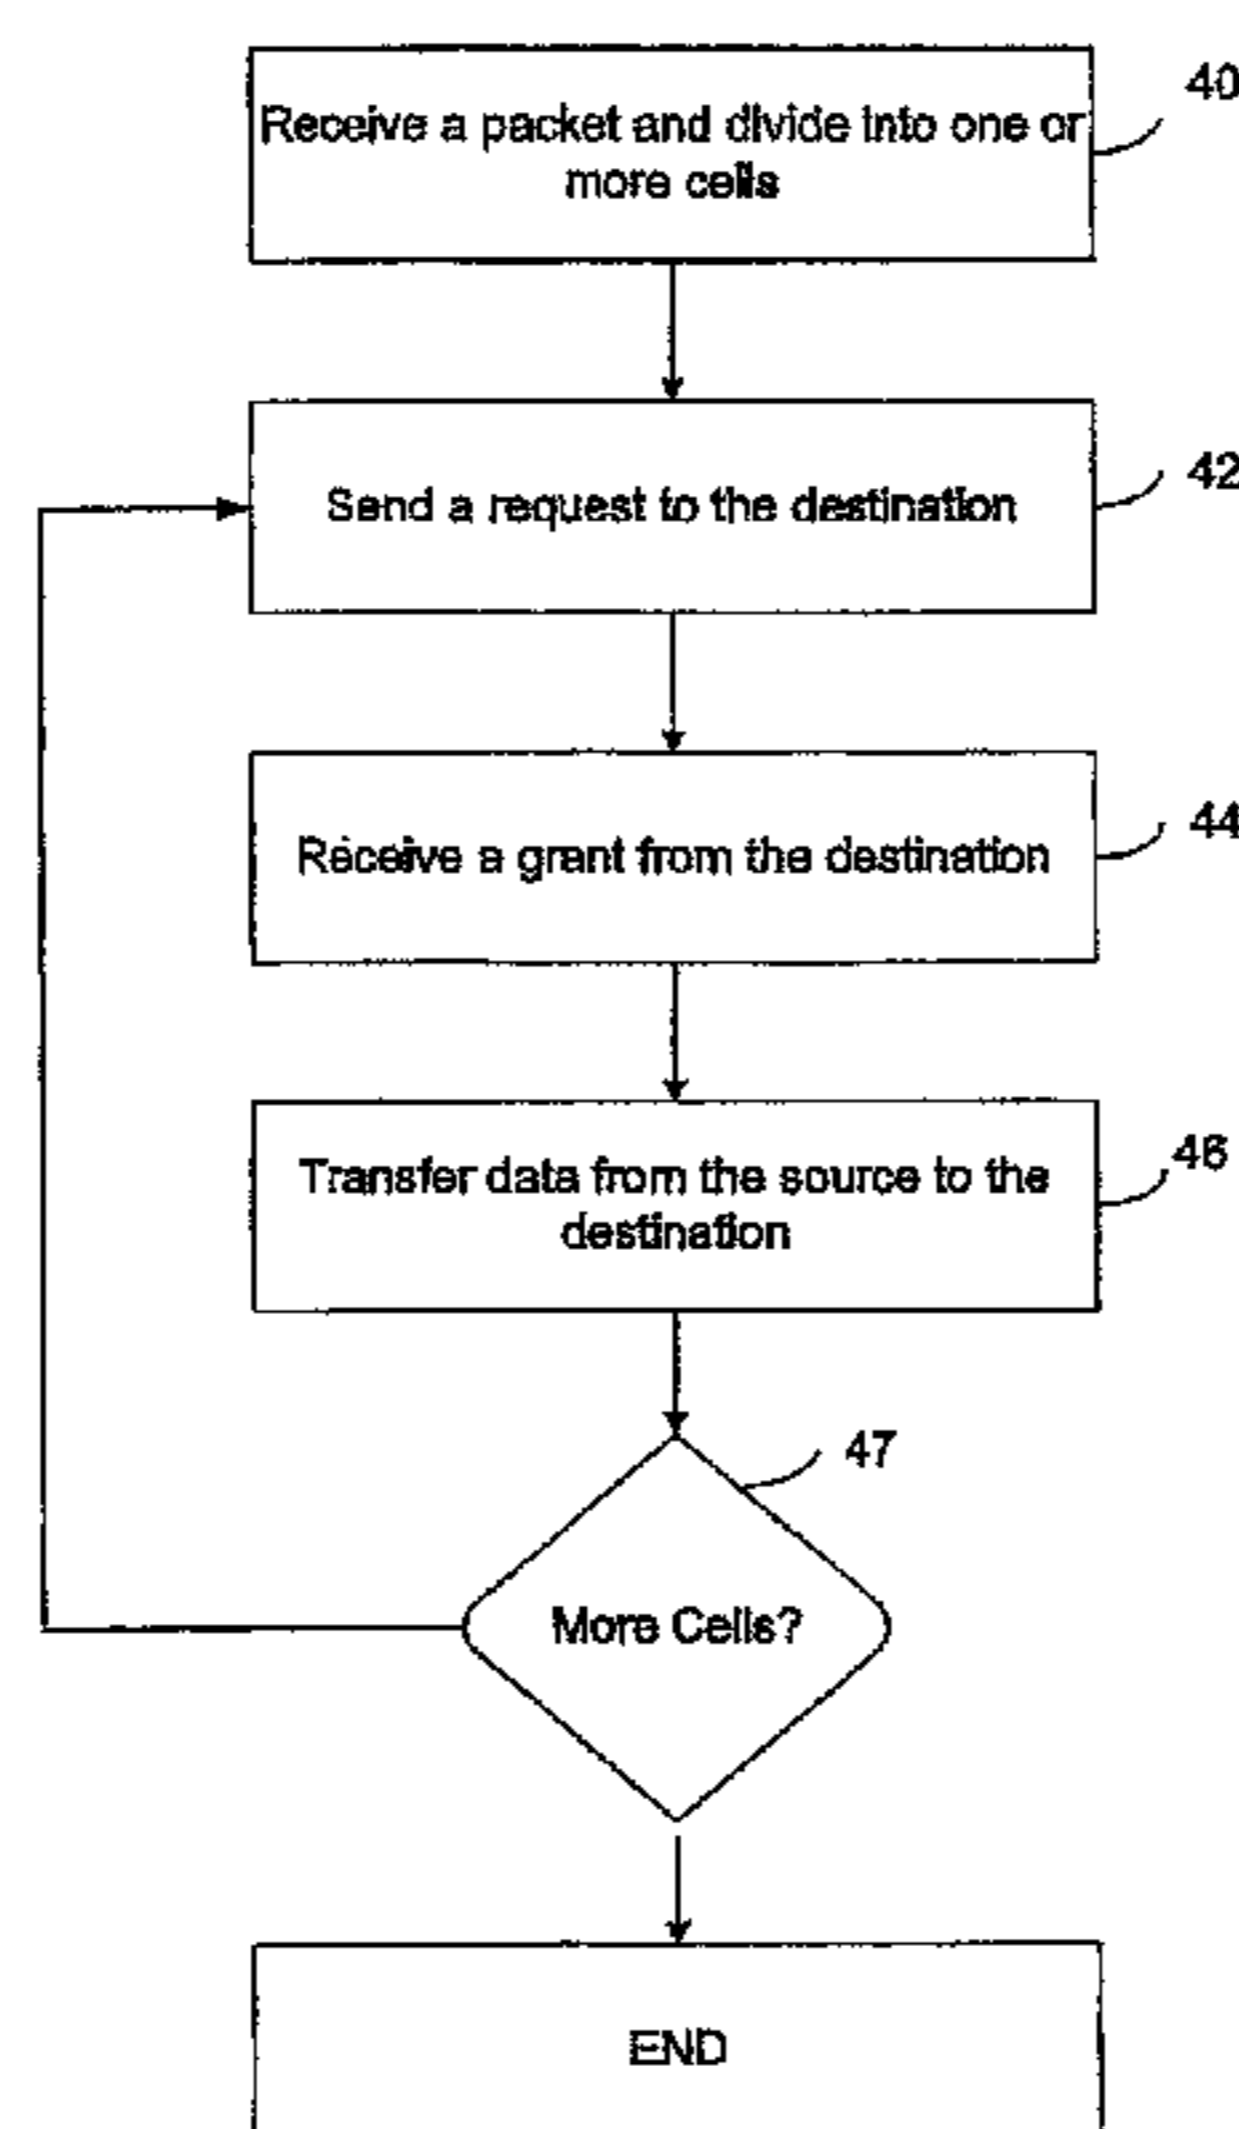 40
Receive a packet and divide into one or
more cells
42
Send a request to the destination
44
Receive a grant from the destination
46
Transfer data from the source to the
destination
47
More Cells?
END